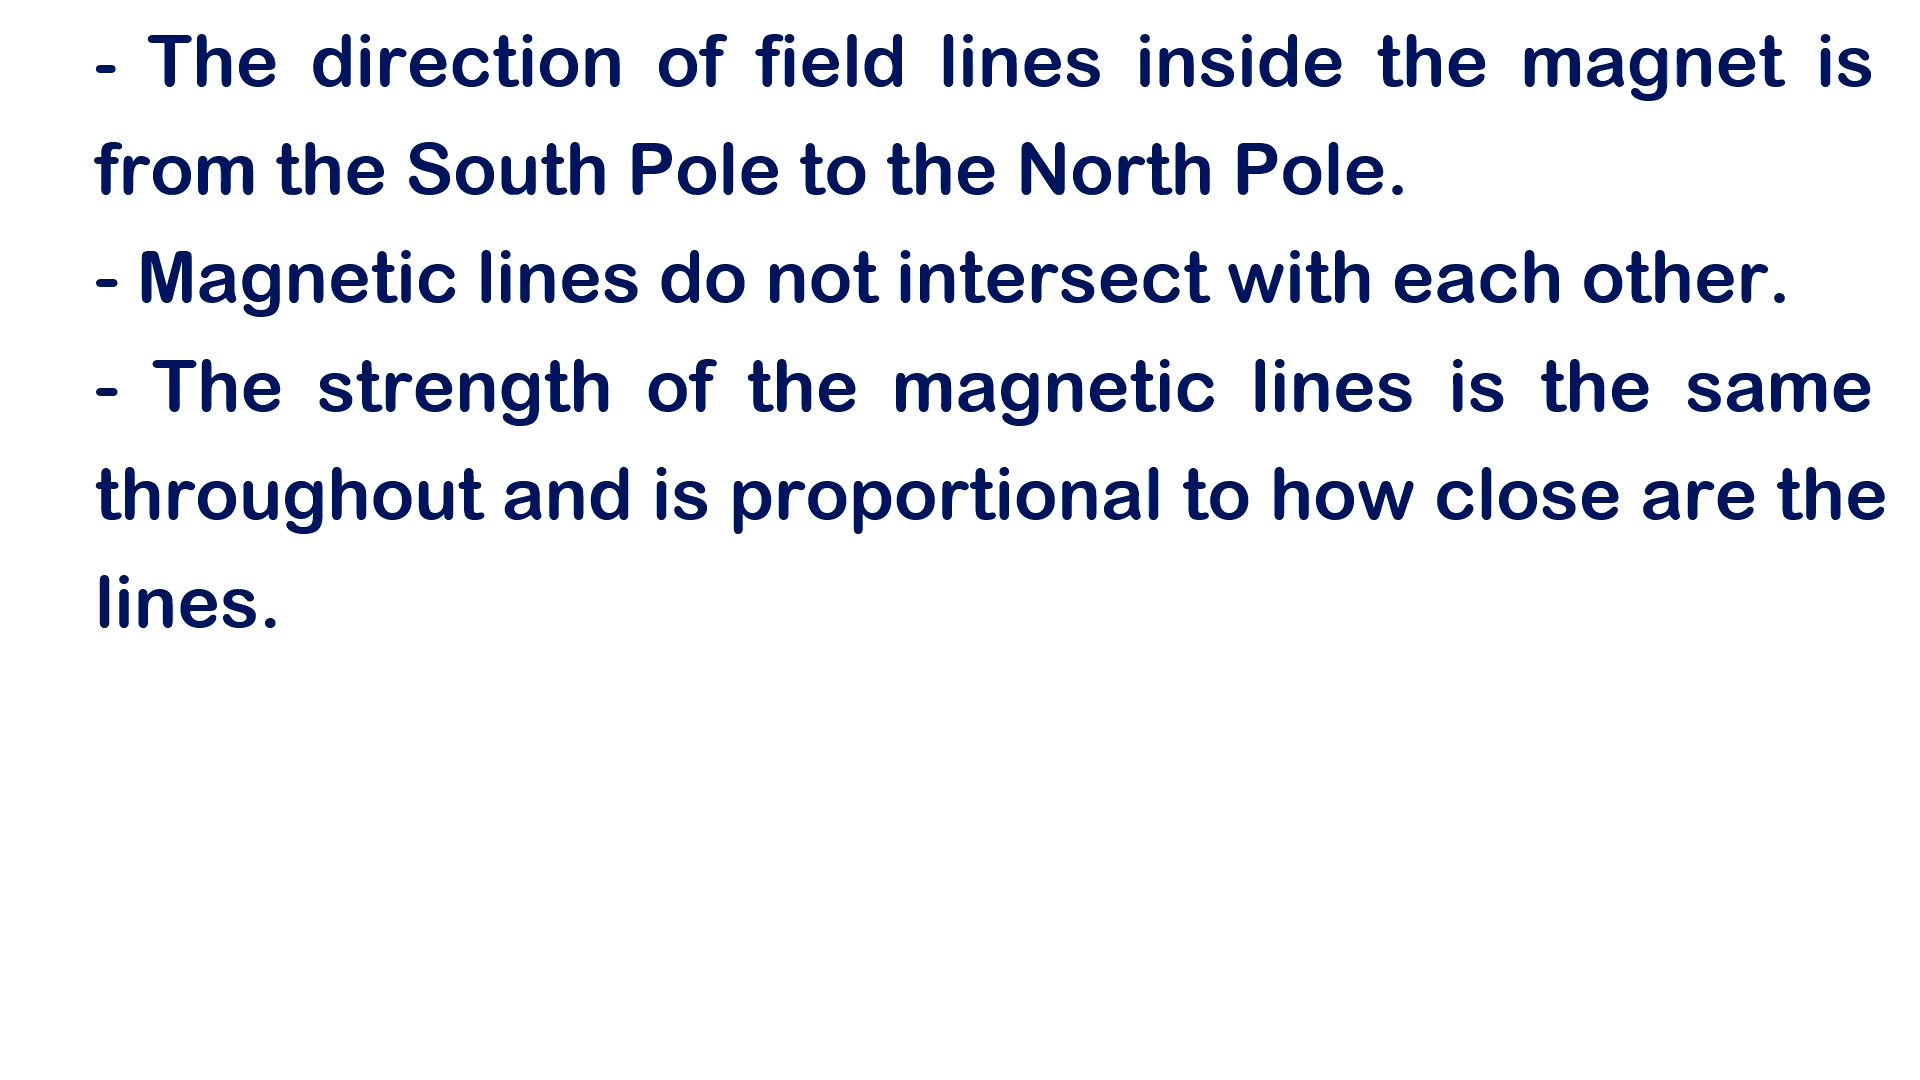 - The direction of field lines inside the magnet is
from the South Pole to the North Pole.
- Magnetic lines do not intersect with each other.
- The strength of the magnetic lines is the same
throughout and is proportional to how close are the
lines.